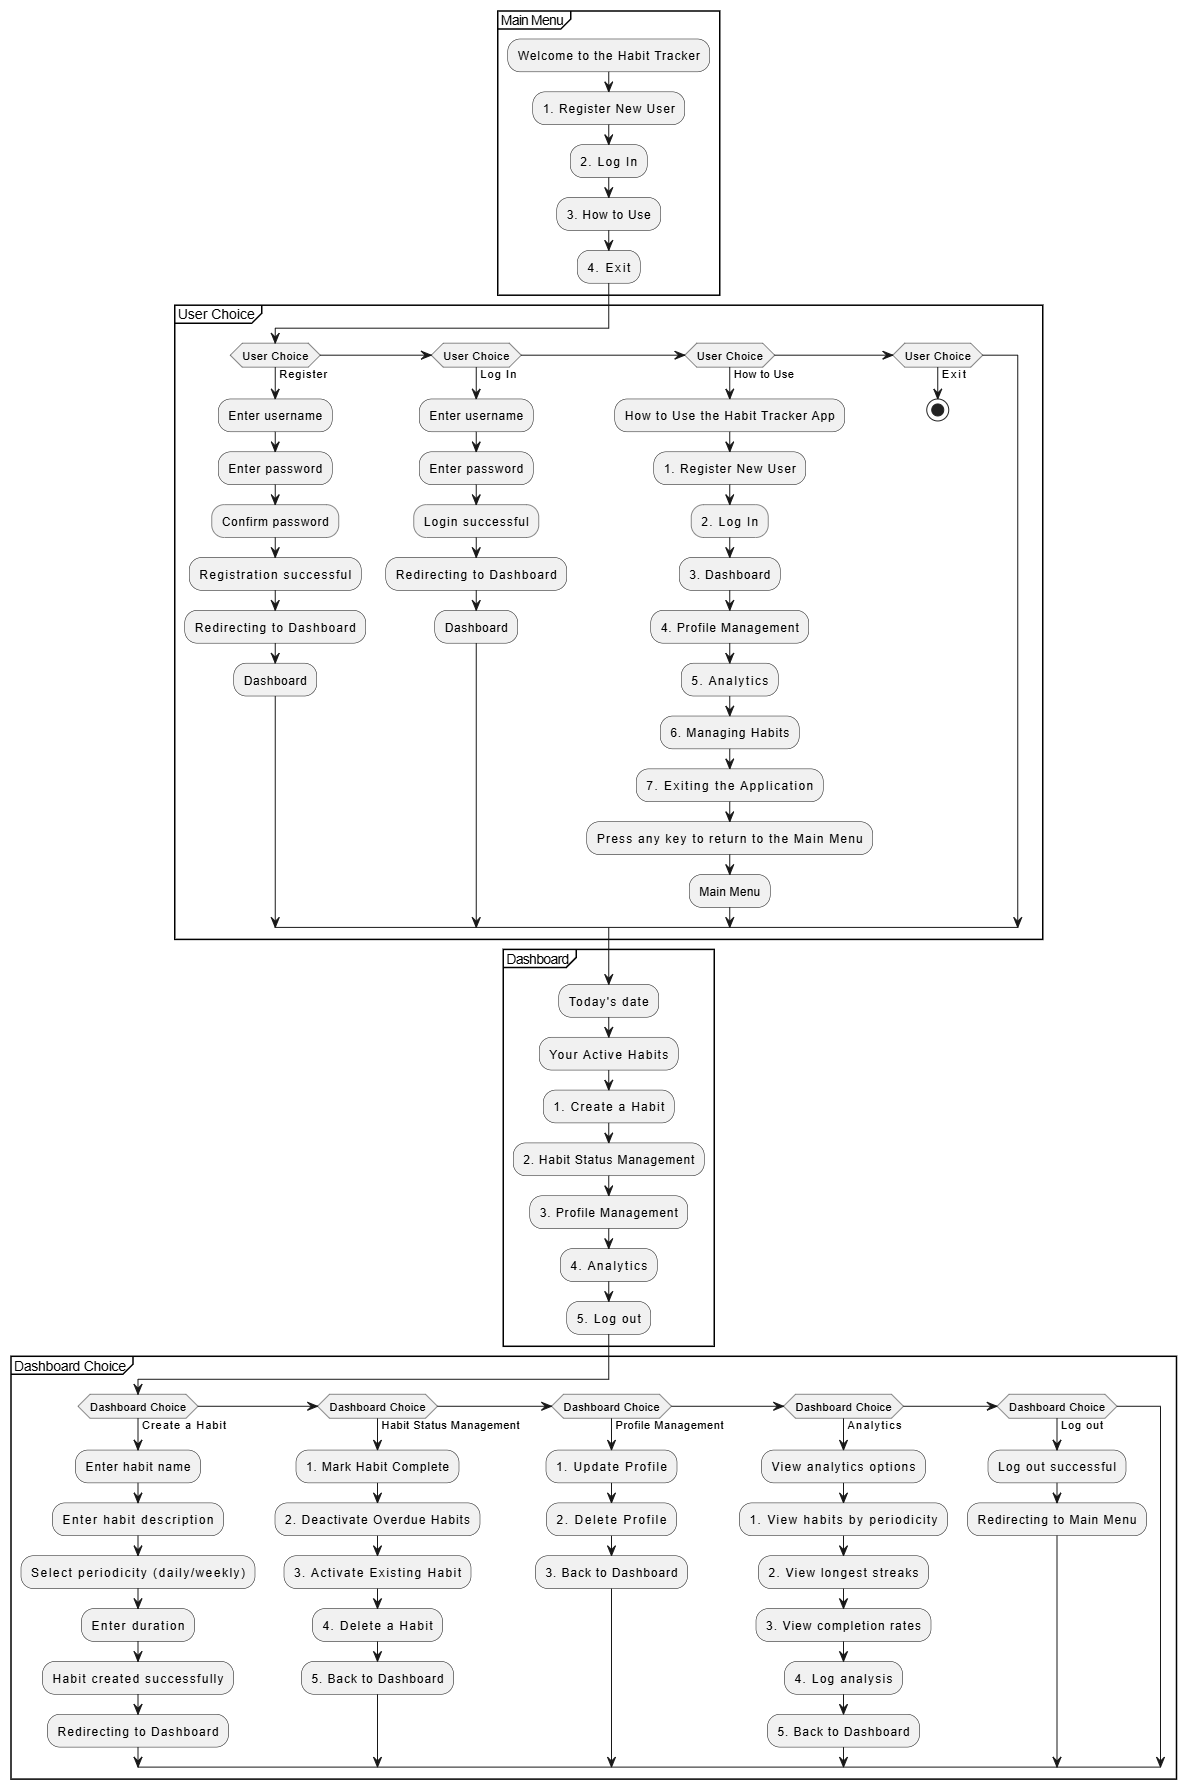 Main Menu
Welcome to the Habit Tracker
1. Register New User
2. Log In
3. How to Use
4. Exit
User Choice
User Choice
Register
Enter username
Enter password
Confirm password
Registration successful
Redirecting to Dashboard
Dashboard
User Choice
Log In
Enter username
Enter password
Login successful
Redirecting to Dashboard
Dashboard
User Choice
How to Use
How to Use the Habit Tracker App
1. Register New User
2. Log In
3. Dashboard
4. Profile Management
5. Analytics
6. Managing Habits
7. Exiting the Application
Press any key to return to the Main Menu
Main Menu
User Choice
Exit
Dashboard
Today's date
Your Active Habits
1. Create a Habit
2. Habit Status Management
3. Profile Management
4. Analytics
5. Log out
Dashboard Choice
Dashboard Choice
Create a Habit
Enter habit name
Enter habit description
Select periodicity (daily/weekly)
Enter duration
Habit created successfully
Redirecting to Dashboard
Dashboard Choice
Habit Status Management
1. Mark Habit Complete
2. Deactivate Overdue Habits
3. Activate Existing Habit
4. Delete a Habit
5. Back to Dashboard
Dashboard Choice
Profile Management
1. Update Profile
2. Delete Profile
3. Back to Dashboard
Dashboard Choice
Analytics
View analytics options
1. View habits by periodicity
2. View longest streaks
3. View completion rates
4. Log analysis
5. Back to Dashboard
Dashboard Choice
Log out
Log out successful
Redirecting to Main Menu